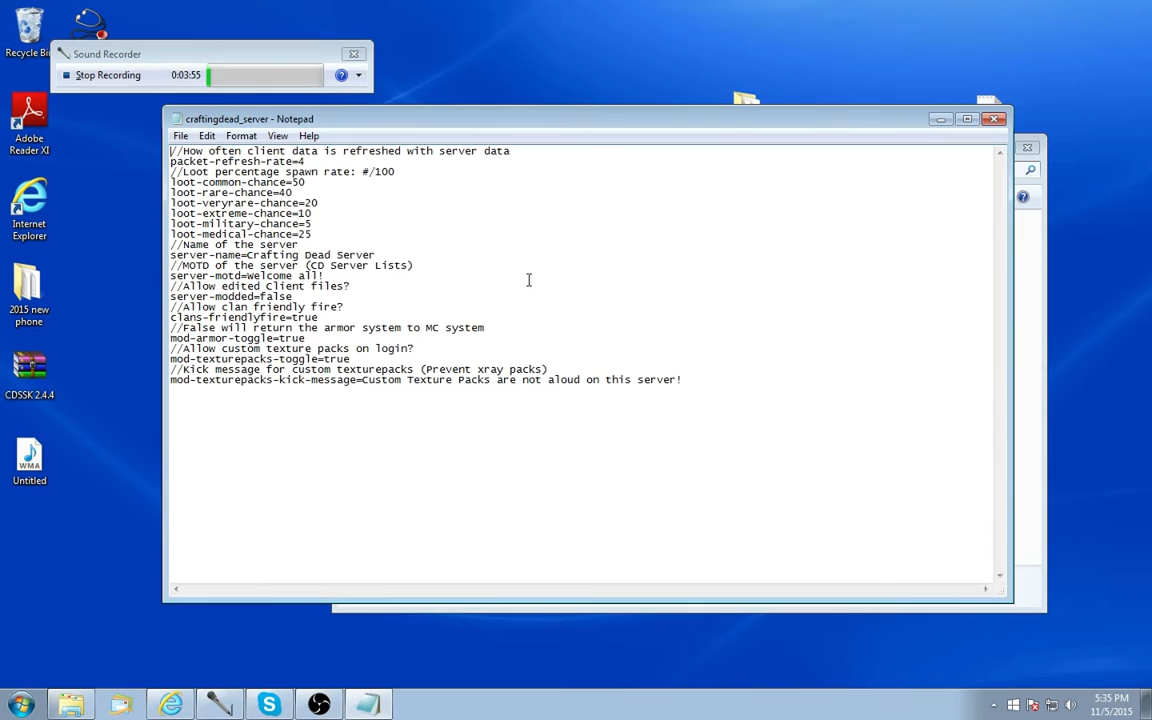 Recycle Bin
Sound Recorder
Stop Recording
0:03:55
Adobe
Reader XI
Internet
Explorer
2015 new
phone
CDSSK 2.4.4
WMA
Untitled
craftingdead_server - Notepad
File Edit Format View Help
//How often client data is refreshed with server data
packet-refresh-rate=4
//Loot percentage spawn rate: #/100
loot-common-chance=50
loot-rare-chance=40
loot-veryrare-chance=20
loot-extreme-chance=10
loot-military-chance=5
loot-medical-chance=25
//Name of the server
server-name=Crafting Dead Server
//MOTD of the server (CD Server Lists)
server-motd=Welcome all!
//Allow edited Client files?
server-modded=false
//Allow clan friendly fire?
clans-friendlyfire=true
//False will return the armor system to MC system
mod-armor-toggle=true
//Allow custom texture packs on login?
mod-texturepacks-toggle=true
//Kick message for custom texturepacks (Prevent xray packs)
mod-texturepacks-kick-message=Custom Texture Packs are not aloud on this server!
5:35 PM
11/5/2015